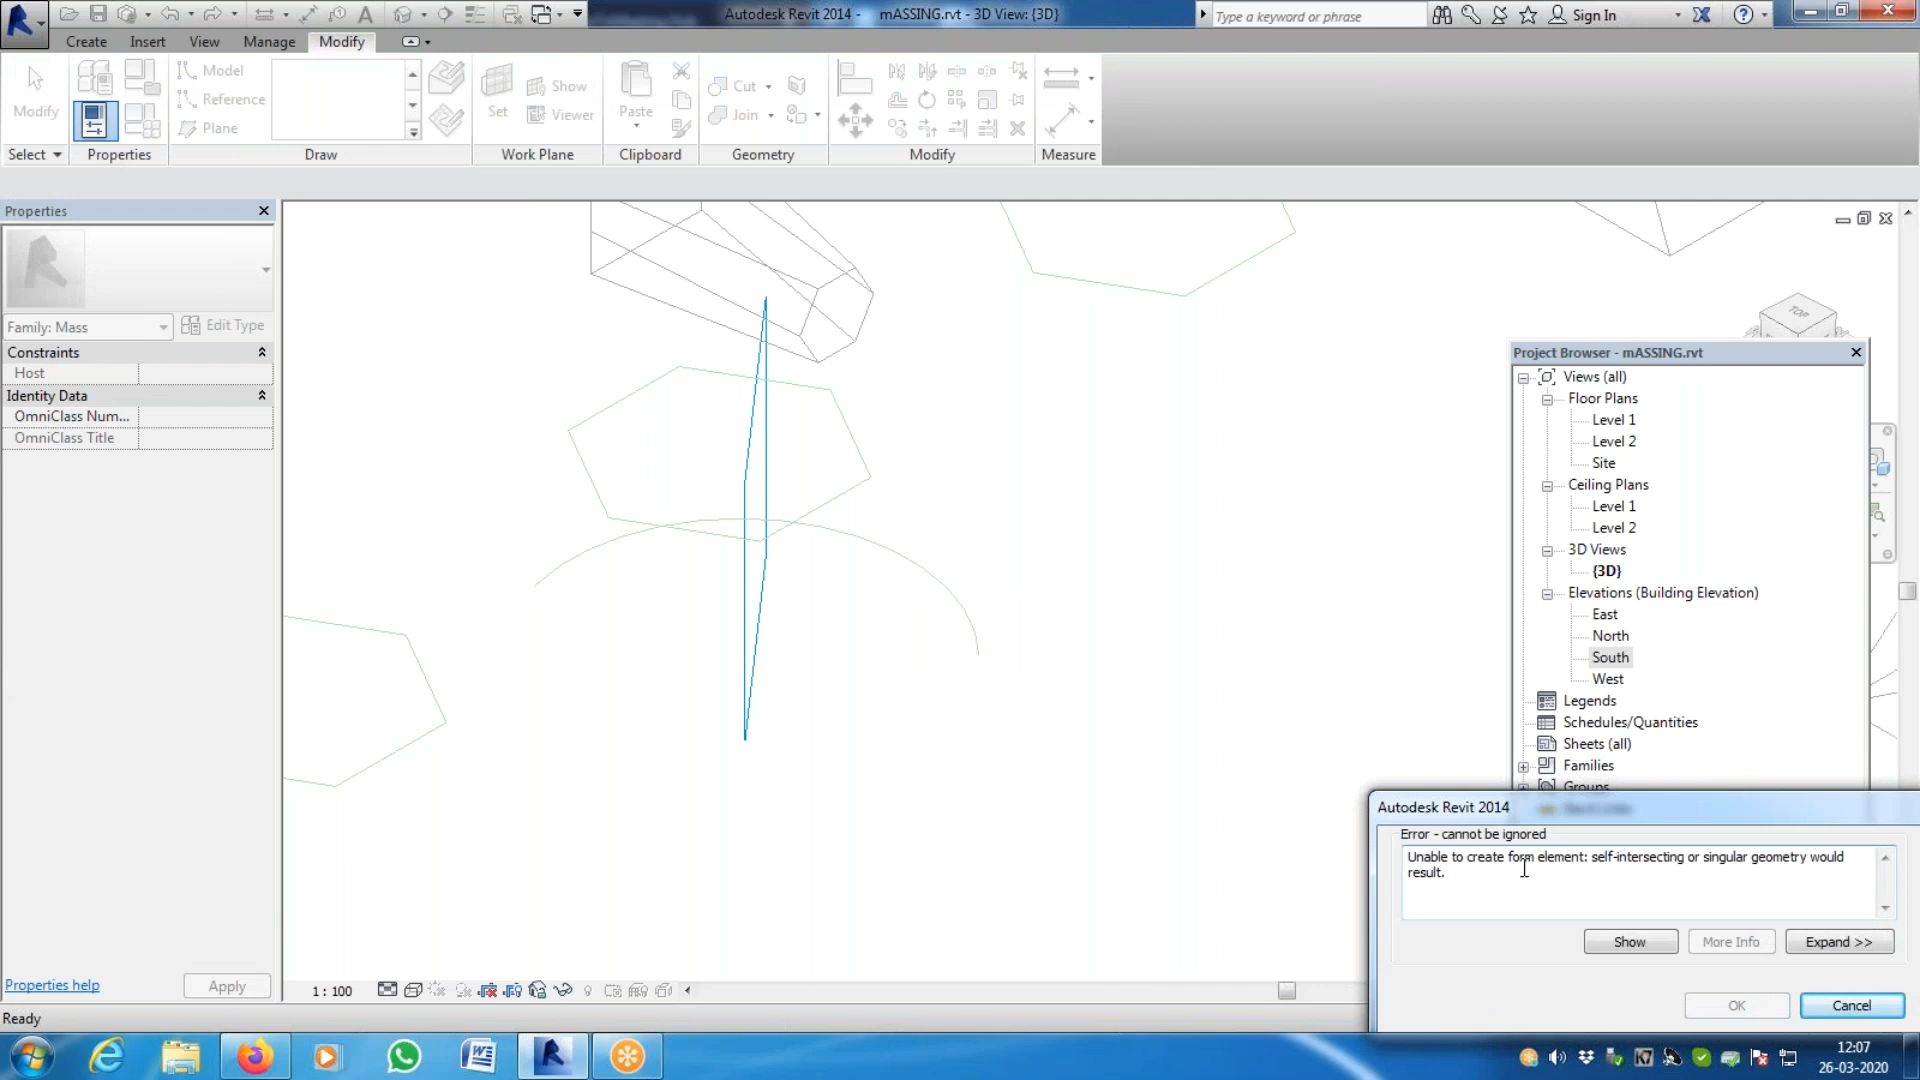 Autodesk Revit 2014 - mASSING.rvt - 3D View: {3D}
Type a keyword or phrase
Sign In
Create Insert View Manage Modify
Modify
Model
Reference
Plane
Set
Show
Viewer
Paste
Cut
Join
Select Properties Draw Work Plane Clipboard Geometry Modify Measure
Properties
Family: Mass
Edit Type
Constraints
Host
Identity Data
OmniClass Num...
OmniClass Title
Properties help
Apply
TOP
Project Browser - mASSING.rvt
Views (all)
Floor Plans
Level 1
Level 2
Site
Ceiling Plans
Level 1
Level 2
3D Views
{3D}
Elevations (Building Elevation)
East
North
South
West
Legends
Schedules/Quantities
Sheets (all)
Families
Groups
Autodesk Revit 2014
Error - cannot be ignored
Unable to create form element: self-intersecting or singular geometry would
result.
Show
More Info
Expand >>
OK
Cancel
1 : 100
Ready
12:07
26-03-2020